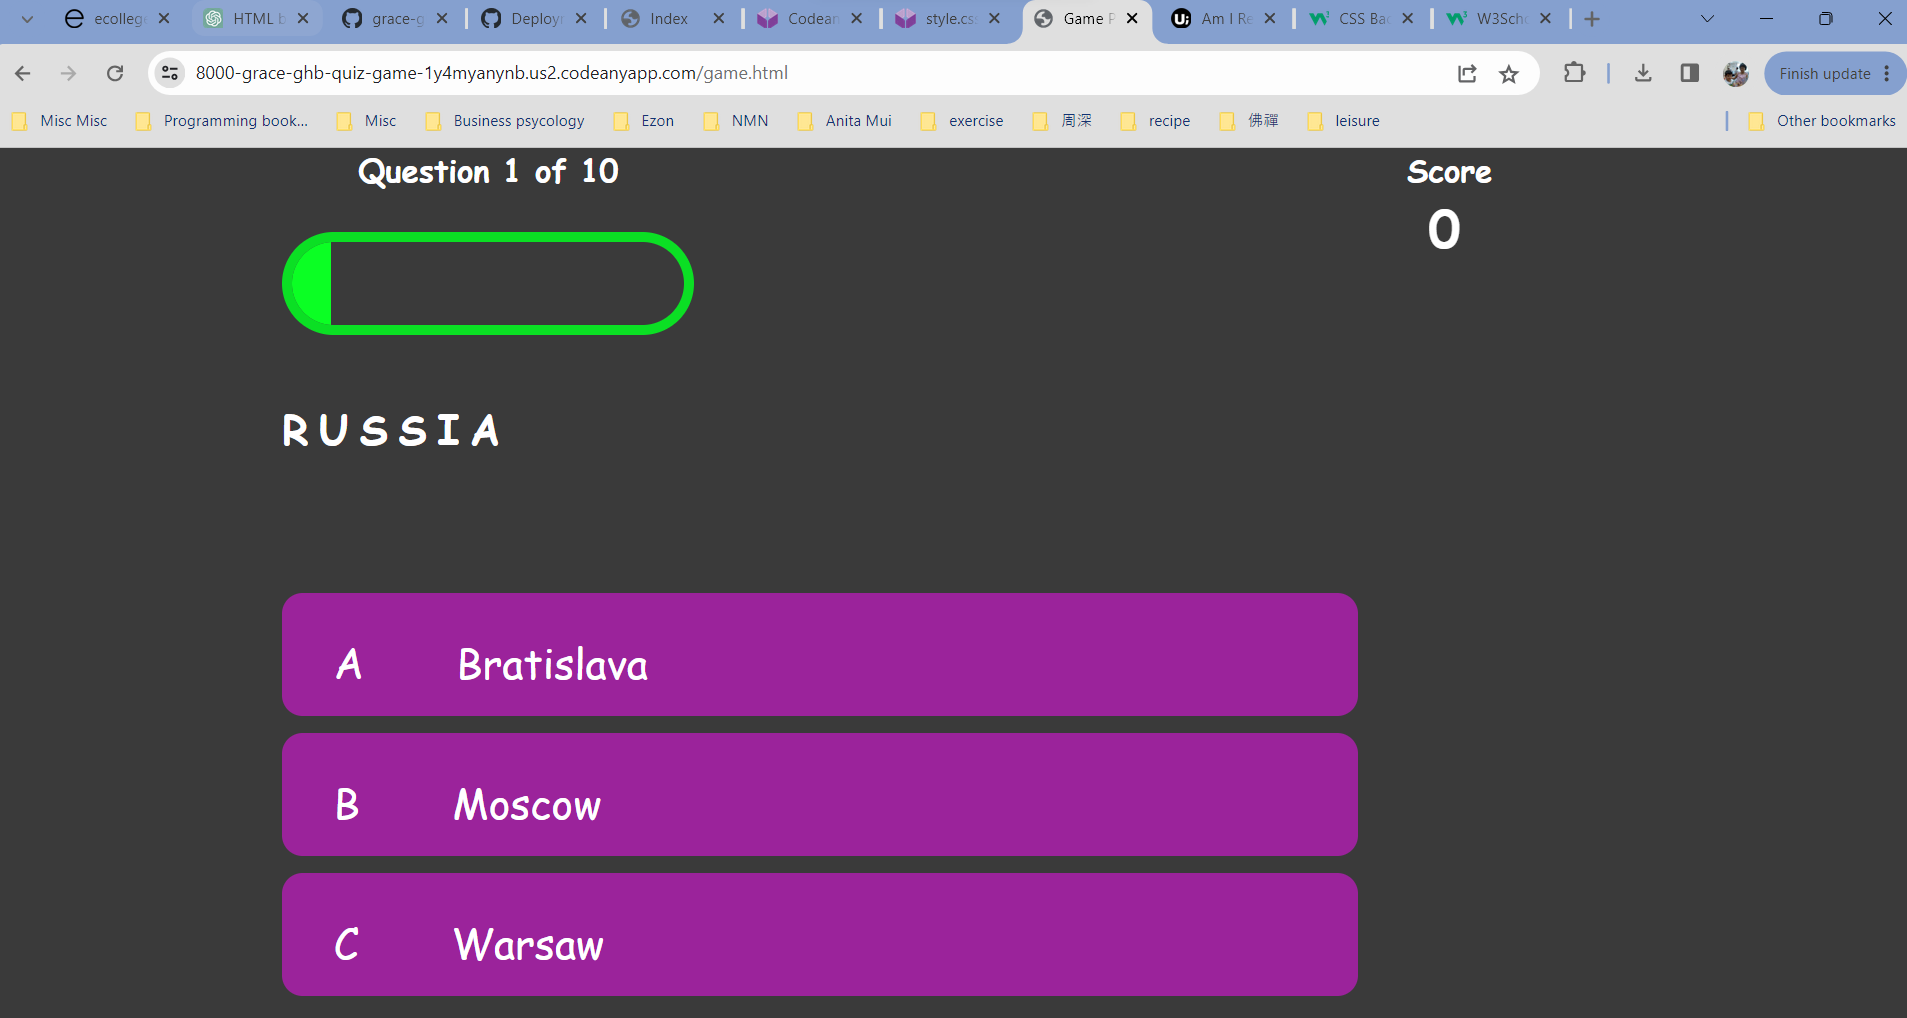 ecolleg HTML b grace-g Deploy Index Codean style.cs Game P Am I Re CSS Ba W3Sch
8000-grace-ghb-quiz-game-1y4myanynb.us2.codeanyapp.com/game.html Finish update
Misc Misc Programming book... Misc Business psycology Ezon NMN Anita Mui exercise 周深 recipe 佛禪 leisure Other bookmarks
Question 1 of 10 Score
0
RUSSIA
A Bratislava
B Moscow
C Warsaw